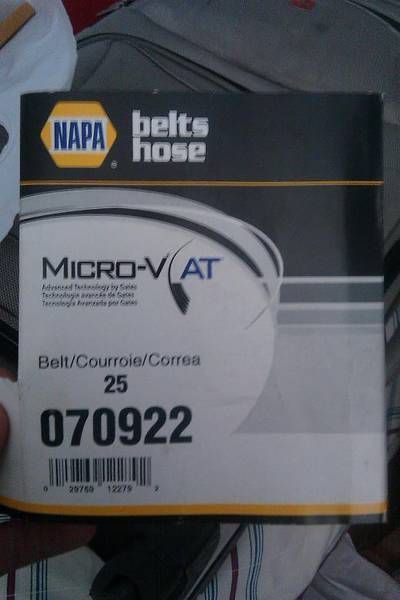 NAPA
®
belts
hose
MICRO-V AT
Advanced Technology by Gates
Technologie avancée de Gates
Tecnología Avanzada por Gates
Belt/Courroie/Correa
25
070922
0 29769 12279 2